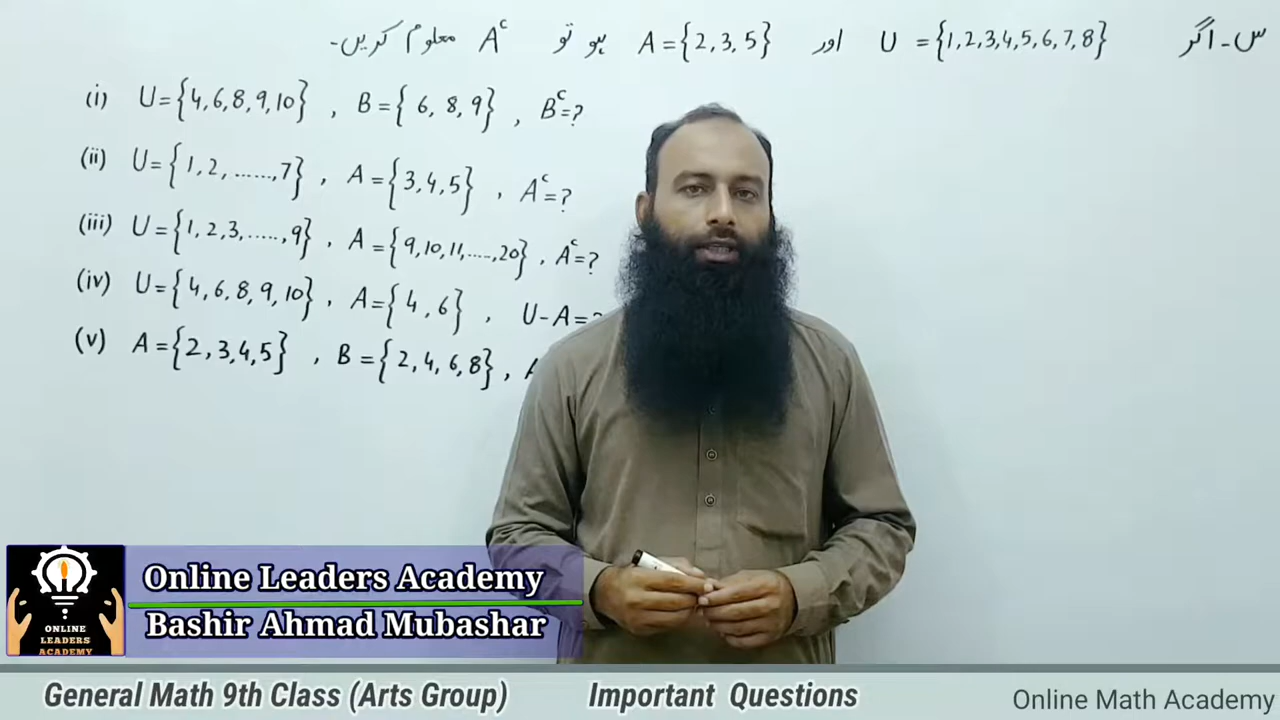 س - اگر U = {1,2,3,4,5,6,7,8} اور A = {2,3,5} ہو تو Aᶜ معلوم کریں -
(i) U = {4,6,8,9,10} , B = {6,8,9} , Bᶜ = ?
(ii) U = {1,2,......,7} , A = {3,4,5} , Aᶜ = ?
(iii) U = {1,2,3,.....,9} , A = {9,10,11,....,20} , Aᶜ = ?
(iv) U = {4,6,8,9,10} , A = {4,6} , U - A = ?
(v) A = {2,3,4,5} , B = {2,4,6,8} ,
ONLINE
LEADERS
ACADEMY
Online Leaders Academy
Bashir Ahmad Mubashar
General Math 9th Class (Arts Group) Important Questions Online Math Academy